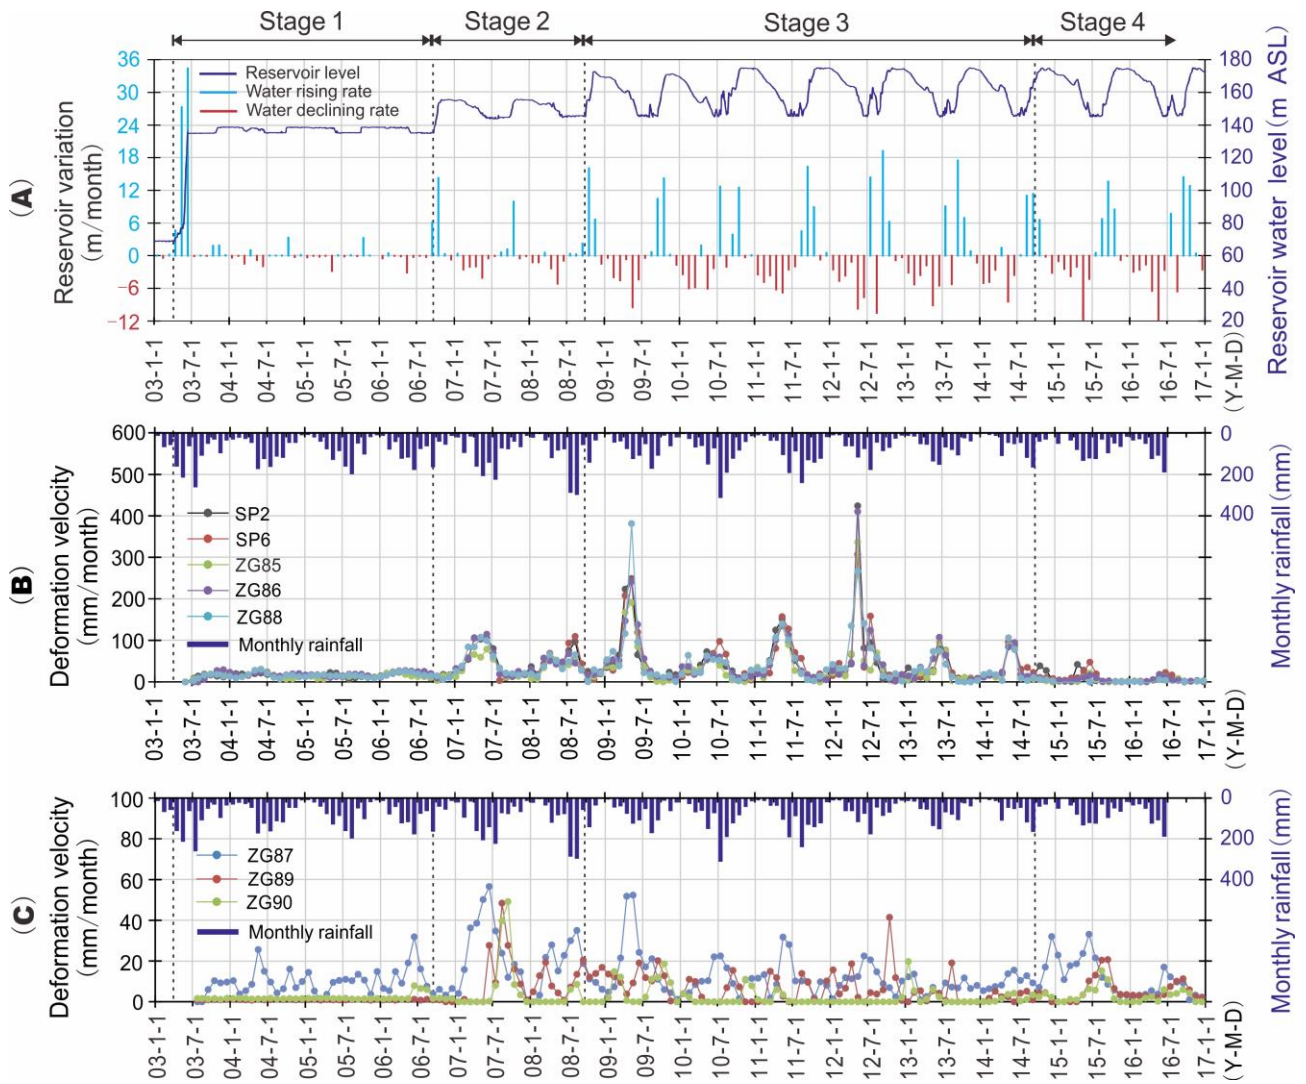 Stage 1 Stage 2 Stage 3 Stage 4
(A)
Reservoir variation
(m/month)
36
30
24
18
12
6
0
−6
−12
Reservoir level
Water rising rate
Water declining rate
180
160
140
120
100
80
60
40
20
Reservoir water level(m ASL)
03-1-1 03-7-1 04-1-1 04-7-1 05-1-1 05-7-1 06-1-1 06-7-1 07-1-1 07-7-1 08-1-1 08-7-1 09-1-1 09-7-1 10-1-1 10-7-1 11-1-1 11-7-1 12-1-1 12-7-1 13-1-1 13-7-1 14-1-1 14-7-1 15-1-1 15-7-1 16-1-1 16-7-1 17-1-1 (Y-M-D)
(B)
Deformation velocity
(mm/month)
600
500
400
300
200
100
0
SP2
SP6
ZG85
ZG86
ZG88
Monthly rainfall
0
200
400
Monthly rainfall(mm)
03-1-1 03-7-1 04-1-1 04-7-1 05-1-1 05-7-1 06-1-1 06-7-1 07-1-1 07-7-1 08-1-1 08-7-1 09-1-1 09-7-1 10-1-1 10-7-1 11-1-1 11-7-1 12-1-1 12-7-1 13-1-1 13-7-1 14-1-1 14-7-1 15-1-1 15-7-1 16-1-1 16-7-1 17-1-1 (Y-M-D)
(C)
Deformation velocity
(mm/month)
100
80
60
40
20
0
ZG87
ZG89
ZG90
Monthly rainfall
0
200
400
Monthly rainfall(mm)
03-1-1 03-7-1 04-1-1 04-7-1 05-1-1 05-7-1 06-1-1 06-7-1 07-1-1 07-7-1 08-1-1 08-7-1 09-1-1 09-7-1 10-1-1 10-7-1 11-1-1 11-7-1 12-1-1 12-7-1 13-1-1 13-7-1 14-1-1 14-7-1 15-1-1 15-7-1 16-1-1 16-7-1 17-1-1 (Y-M-D)